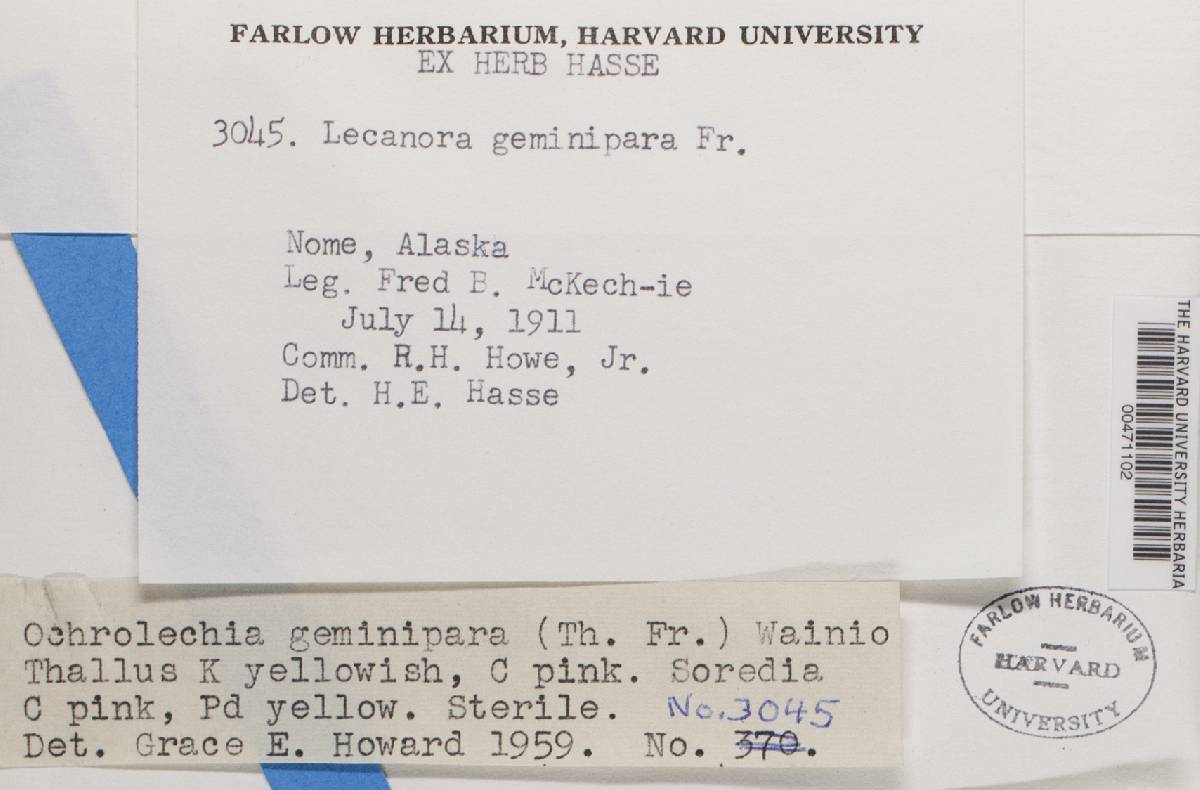 FARLOW HERBARIUM, HARVARD UNIVERSITY
EX HERB HASSE
3045. Lecanora geminipara Fr.
Nome, Alaska
Leg. Fred B. McKech-ie
July 14, 1911
Comm. R.H. Howe, Jr.
Det. H.E. Hasse
THE HARVARD UNIVERSITY HERBARIA
00471102
Ochrolechia geminipara (Th. Fr.) Wainio
Thallus K yellowish, C pink. Soredia
C pink, Pd yellow. Sterile. No. 3045
Det. Grace E. Howard 1959. No. 370.
FARLOW HERBARIUM
HARVARD
UNIVERSITY